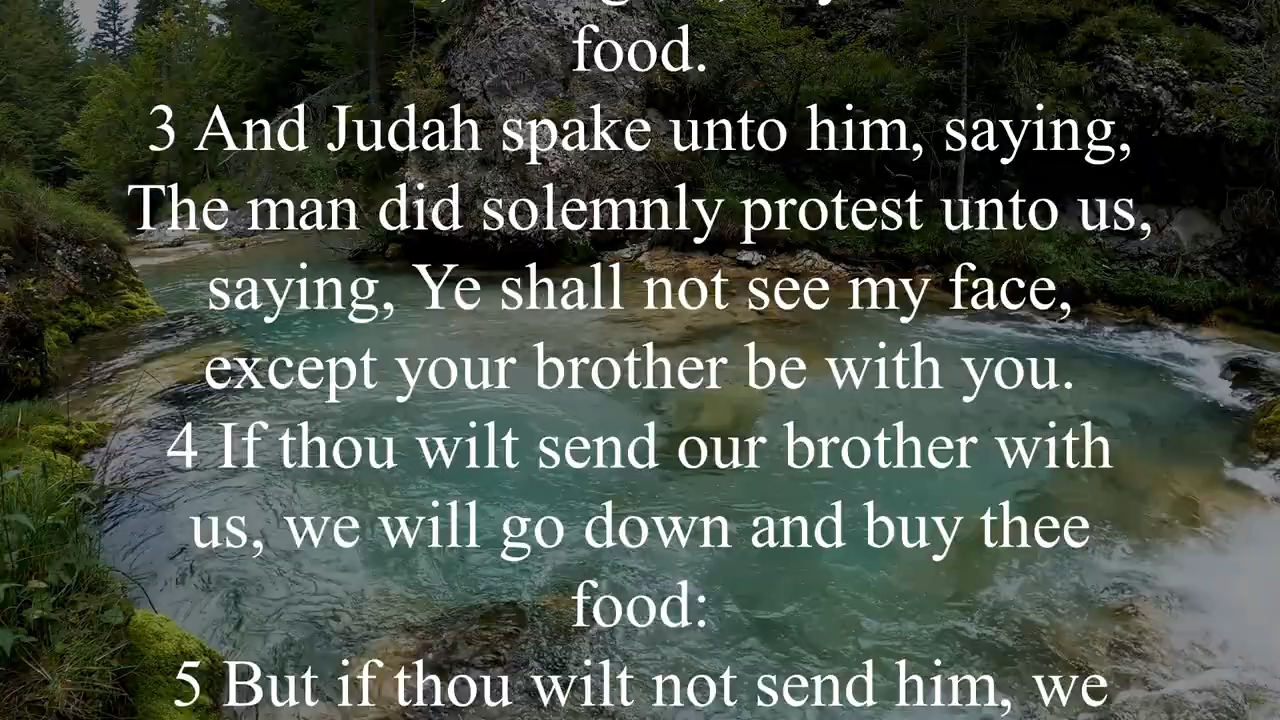 food.
3 And Judah spake unto him, saying,
The man did solemnly protest unto us,
saying, Ye shall not see my face,
except your brother be with you.
4 If thou wilt send our brother with
us, we will go down and buy thee
food:
5 But if thou wilt not send him, we